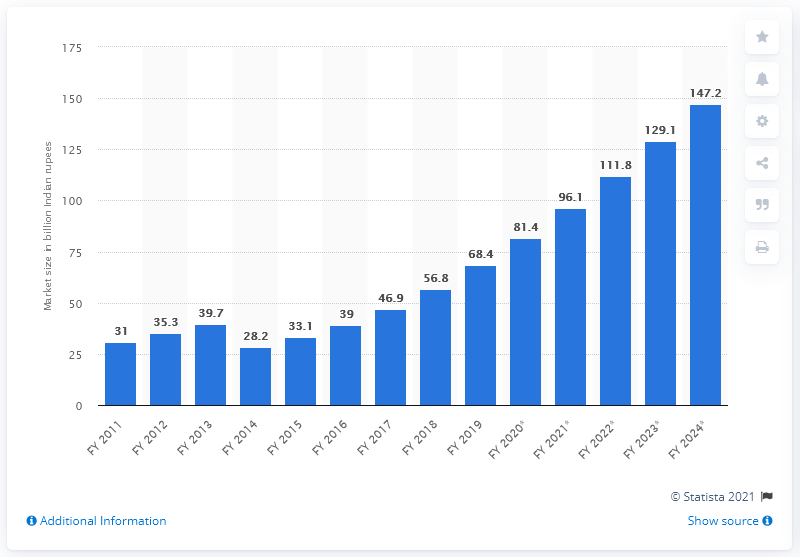 175
150
125
100
75
50
25
0
Market size in billion Indian rupees
31
35.3
39.7
28.2
33.1
39
46.9
56.8
68.4
81.4
96.1
111.8
129.1
147.2
FY 2011
FY 2012
FY 2013
FY 2014
FY 2015
FY 2016
FY 2017
FY 2018
FY 2019
FY 2020*
FY 2021*
FY 2022*
FY 2023*
FY 2024*
© Statista 2021
Additional Information
Show source